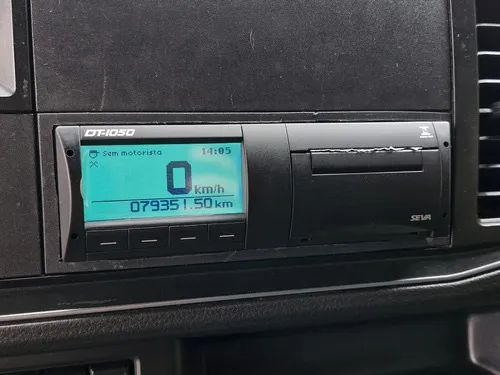 DT-1050
Sem motorista 14:05
0 km/h
079351.50 km
SEVA